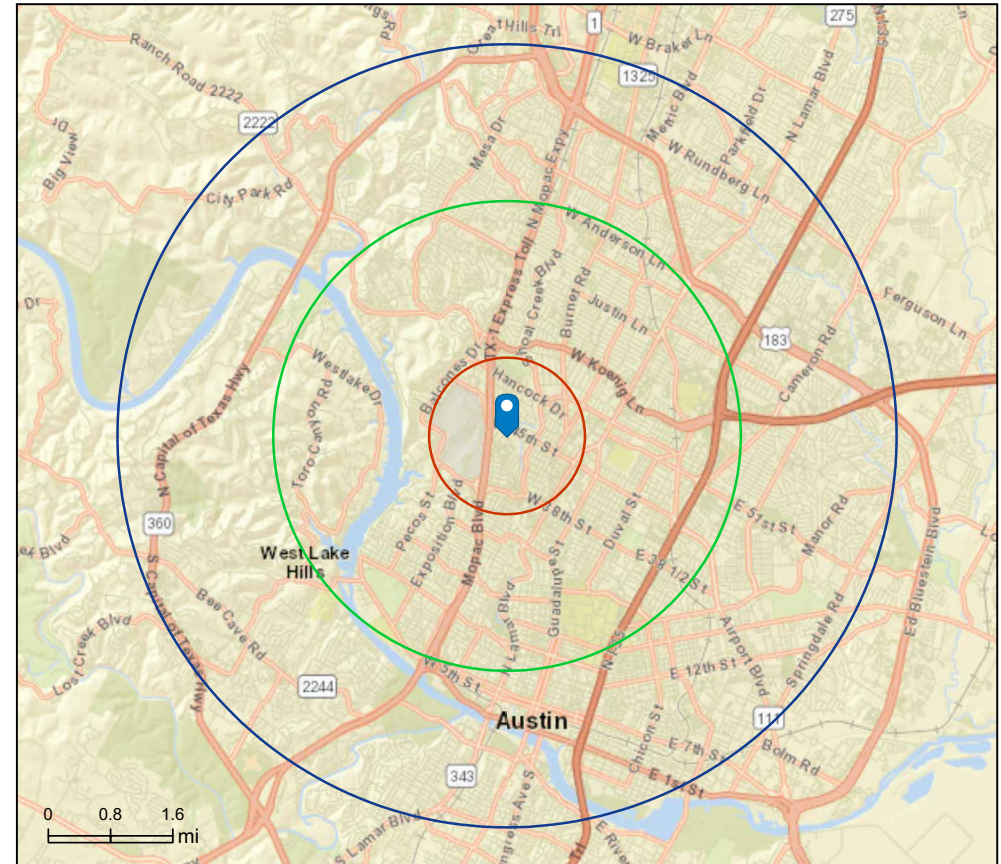 275
Great Hills Trl
1
W Braker Ln
N I-35
Ranch Road 2222
1325
N Lamar Blvd
Metric Blvd
Parkfield Dr
2222
Mesa Dr
N Mopac Expy
W Rundberg Ln
Big View
City Park Rd
W Anderson Ln
TX-1 Express Toll
Shoal Creek Blvd
Burnet Rd
Justin Ln
Ferguson Ln
Dr
183
Cameron Rd
Westlake Dr
Balcones Dr
W Koenig Ln
Hancock Dr
N Capital of Texas Hwy
Toro Canyon Rd
45th St
360
Pecos St
Exposition Blvd
Mopac Blvd
W 38th St
Duval St
E 51st St
Manor Rd
West Lake
Hills
Guadalupe St
E 38 1/2 St
Ed Bluestein Blvd
S Capital of Texas Hwy
Bee Cave Rd
N Lamar Blvd
Lost Creek Blvd
N I-35
Airport Blvd
Springdale Rd
E 12th St
W 5th St
2244
Austin
111
Chicon St
E 7th St
Bolm Rd
343
E 1st St
0 0.8 1.6
mi
S Lamar Blvd